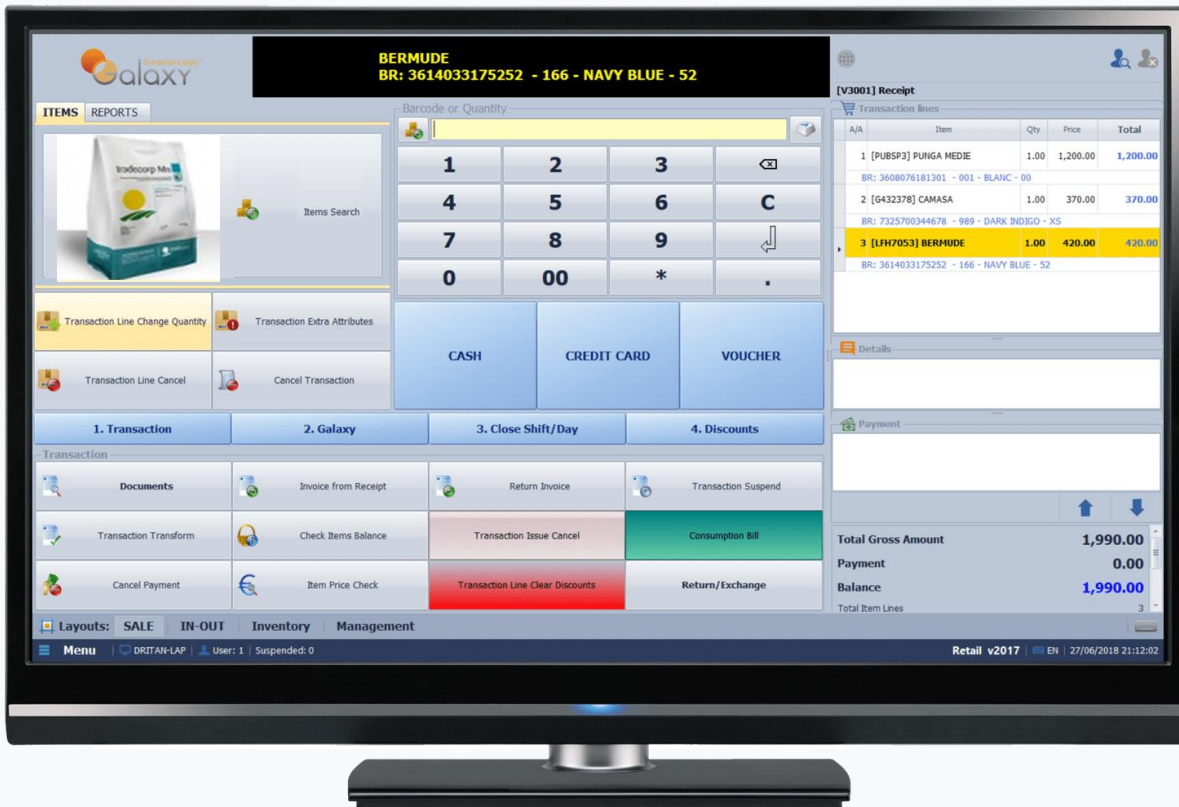 SingularLogic
Galaxy
BERMUDE
BR: 3614033175252 - 166 - NAVY BLUE - 52
[V3001] Receipt
ITEMS REPORTS
tradecorp Mn
Items Search
Barcode or Quantity
1 2 3
4 5 6 C
7 8 9
0 00 * .
Transaction lines
A/A Item Qty Price Total
1 [PUBSP3] PUNGA MEDIE 1.00 1,200.00 1,200.00
BR: 3608076181301 - 001 - BLANC - 00
2 [G432378] CAMASA 1.00 370.00 370.00
BR: 7325700344678 - 989 - DARK INDIGO - XS
3 [LFH7053] BERMUDE 1.00 420.00 420.00
BR: 3614033175252 - 166 - NAVY BLUE - 52
Transaction Line Change Quantity Transaction Extra Attributes
Transaction Line Cancel Cancel Transaction
CASH CREDIT CARD VOUCHER
Details
1. Transaction 2. Galaxy 3. Close Shift/Day 4. Discounts
Payment
Transaction
Documents Invoice from Receipt Return Invoice Transaction Suspend
Transaction Transform Check Items Balance Transaction Issue Cancel Consumption Bill
Cancel Payment Item Price Check Transaction Line Clear Discounts Return/Exchange
Total Gross Amount 1,990.00
Payment 0.00
Balance 1,990.00
Total Item Lines 3
Layouts: SALE IN-OUT Inventory Management
Menu DRITAN-LAP User: 1 Suspended: 0 Retail v2017 EN 27/06/2018 21:12:02